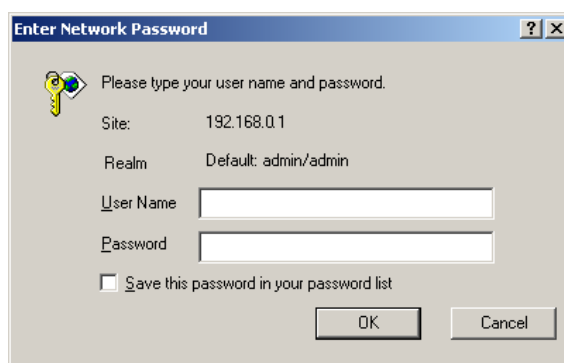 Enter Network Password
Please type your user name and password.
Site: 192.168.0.1
Realm Default: admin/admin
User Name
Password
Save this password in your password list
OK Cancel